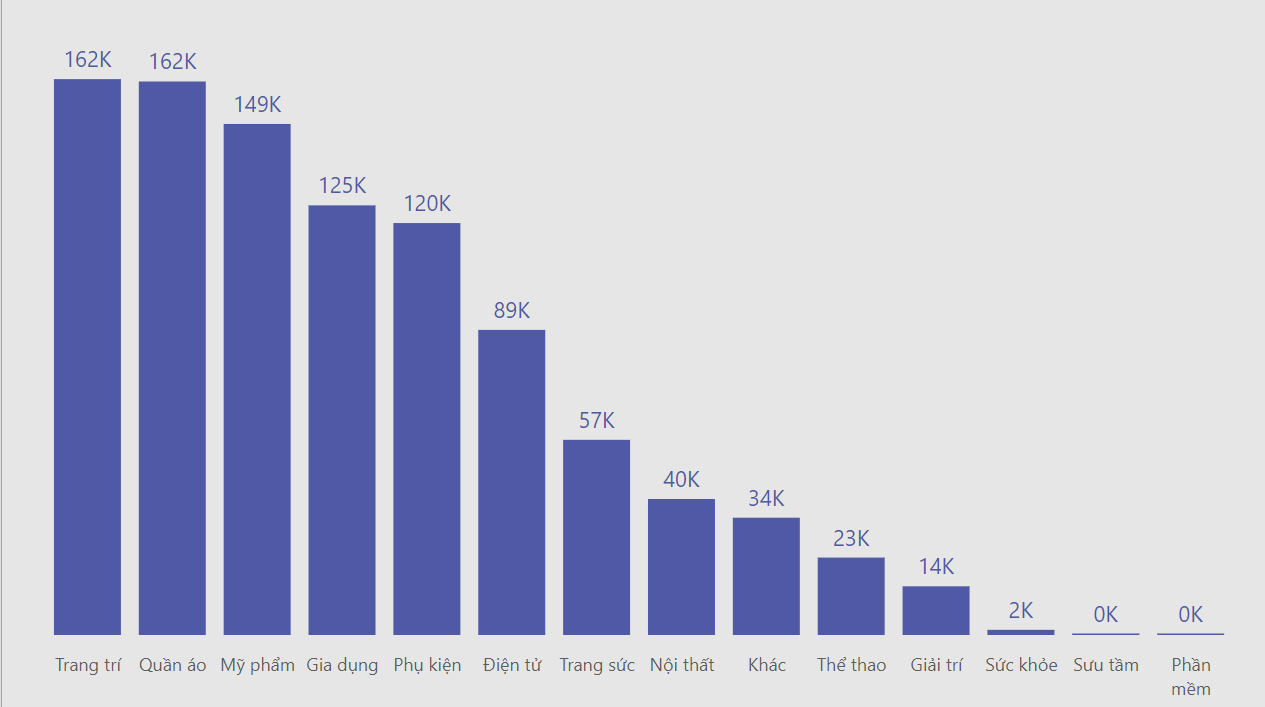 162K
162K
149K
125K
120K
89K
57K
40K
34K
23K
14K
2K
0K
0K
Trang trí
Quần áo
Mỹ phẩm
Gia dụng
Phụ kiện
Điện tử
Trang sức
Nội thất
Khác
Thể thao
Giải trí
Sức khỏe
Sưu tầm
Phần
mềm